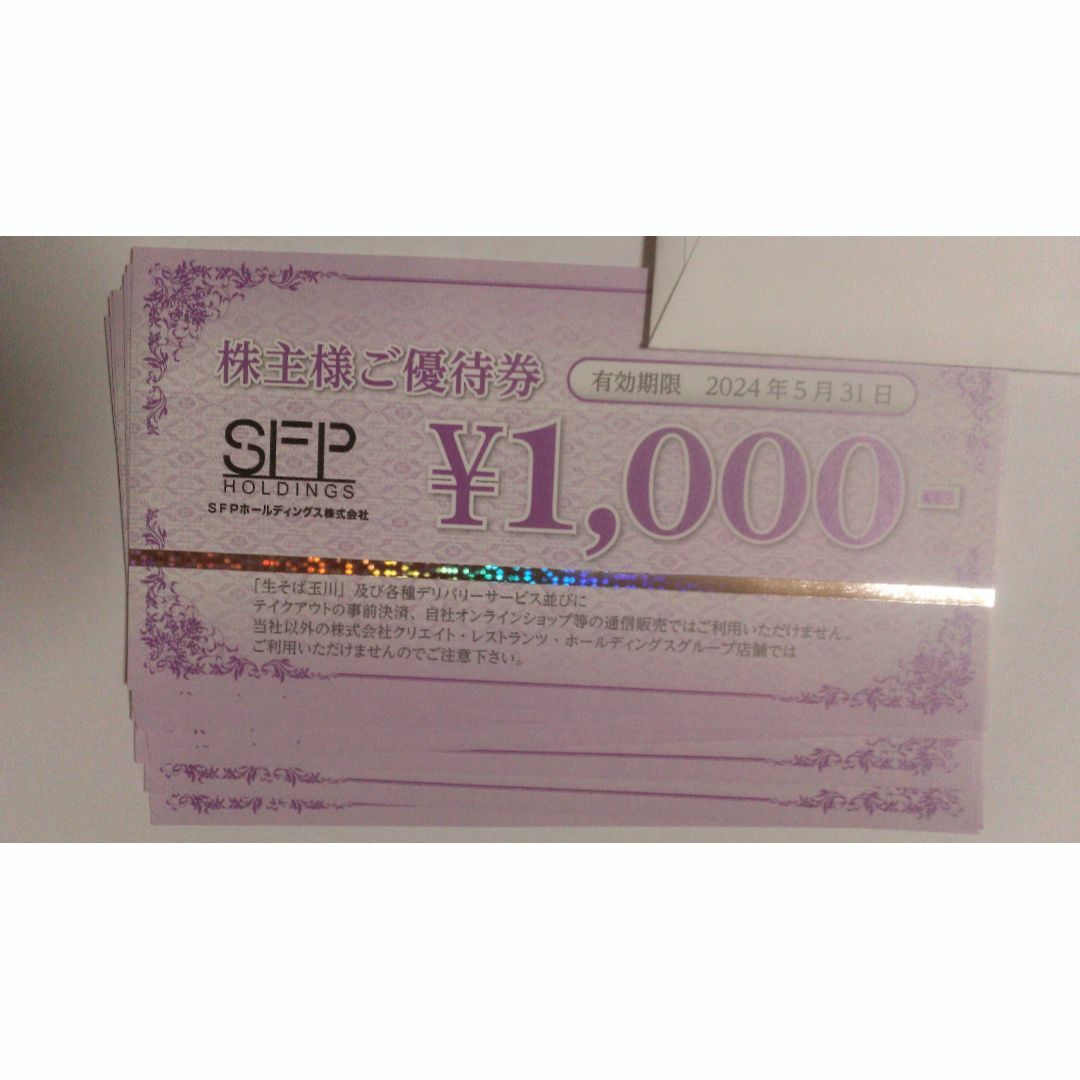 株主様ご優待券
有効期限 2024年5月31日
SFP
HOLDINGS
SFPホールディングス株式会社
¥1,000-
「生そば玉川」及び各種デリバリーサービス並びに
テイクアウトの事前決済、自社オンラインショップ等の通信販売ではご利用いただけません。
当社以外の株式会社クリエイト・レストランツ・ホールディングスグループ店舗では
ご利用いただけませんのでご注意下さい。